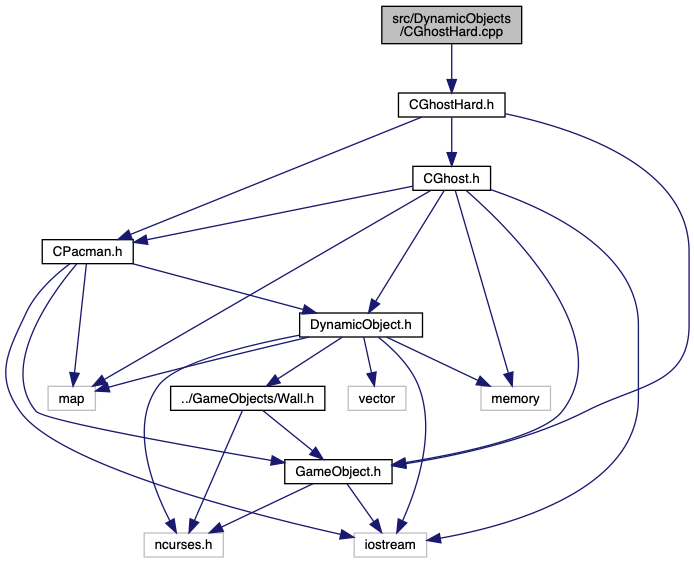 src/DynamicObjects
/CGhostHard.cpp
CGhostHard.h
CGhost.h
CPacman.h
DynamicObject.h
map
../GameObjects/Wall.h
vector
memory
GameObject.h
ncurses.h
iostream